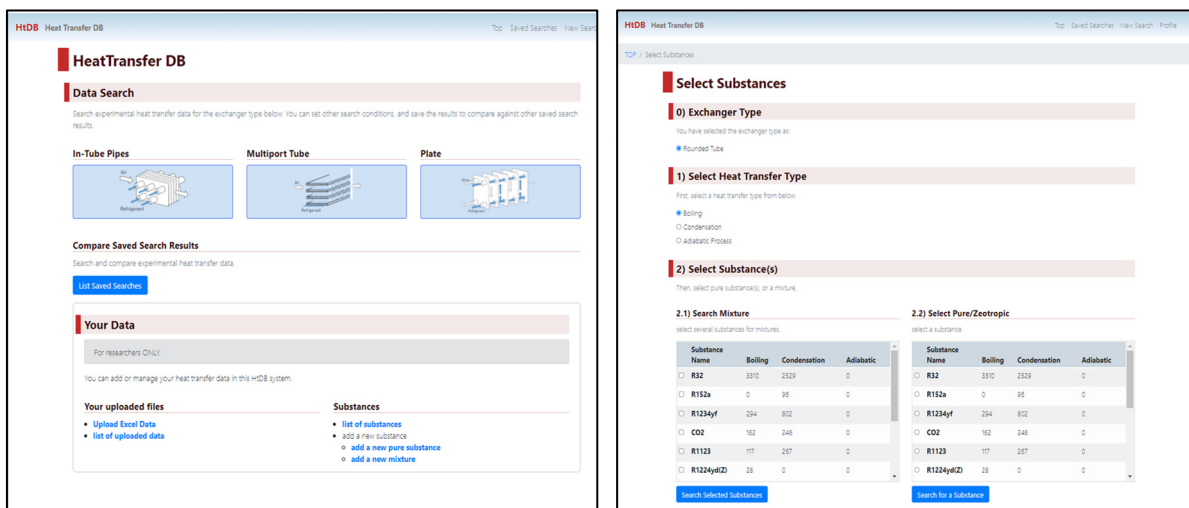 HtDB Heat Transfer DB
Top Saved Searches New Searc
HeatTransfer DB
Data Search
Search experimental heat transfer data for the exchanger type below. You can set other search conditions, and save the results to compare against other saved search
results.
In-Tube Pipes Multiport Tube Plate
Air
Refrigerant
Air
Refrigerant
Refrigerant
Compare Saved Search Results
Search and compare experimental heat transfer data.
List Saved Searches
Your Data
For researchers ONLY.
You can add or manage your heat transfer data in this HtDB system.
Your uploaded files
Upload Excel Data
list of uploaded data
Substances
list of substances
add a new substance
add a new pure substance
add a new mixture
HtDB Heat Transfer DB
Top Saved Searches New Search Profile
TOP / Select Substances
Select Substances
0) Exchanger Type
You have selected the exchanger type as:
Rounded Tube
1) Select Heat Transfer Type
First, select a heat transfer type from below:
Boiling
Condensation
Adiabatic Process
2) Select Substance(s)
Then, select pure substance(s), or a mixture.
2.1) Search Mixture
select several substances for mixtures
Substance
Name Boiling Condensation Adiabatic
R32 3310 2529 0
R152a 0 96 0
R1234yf 294 802 0
CO2 162 246 0
R1123 117 267 0
R1224yd(Z) 28 0 0
Search Selected Substances
2.2) Select Pure/Zeotropic
select a substance.
Substance
Name Boiling Condensation Adiabatic
R32 3310 2529 0
R152a 0 96 0
R1234yf 294 802 0
CO2 162 246 0
R1123 117 267 0
R1224yd(Z) 28 0 0
Search for a Substance